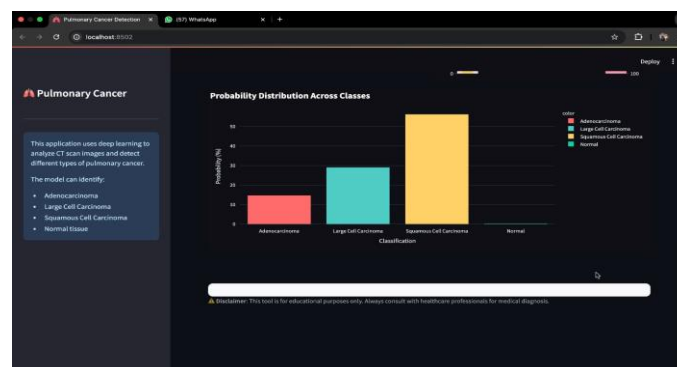 Pulmonary Cancer Detection
(57) WhatsApp
localhost:8502
Deploy
0
100
Pulmonary Cancer
This application uses deep learning to
analyze CT scan images and detect
different types of pulmonary cancer.
The model can identify:
• Adenocarcinoma
• Large Cell Carcinoma
• Squamous Cell Carcinoma
• Normal tissue
Probability Distribution Across Classes
color
Adenocarcinoma
Large Cell Carcinoma
Squamous Cell Carcinoma
Normal
Probability (%)
50
40
30
20
10
0
Adenocarcinoma
Large Cell Carcinoma
Squamous Cell Carcinoma
Normal
Classification
Disclaimer: This tool is for educational purposes only. Always consult with healthcare professionals for medical diagnosis.